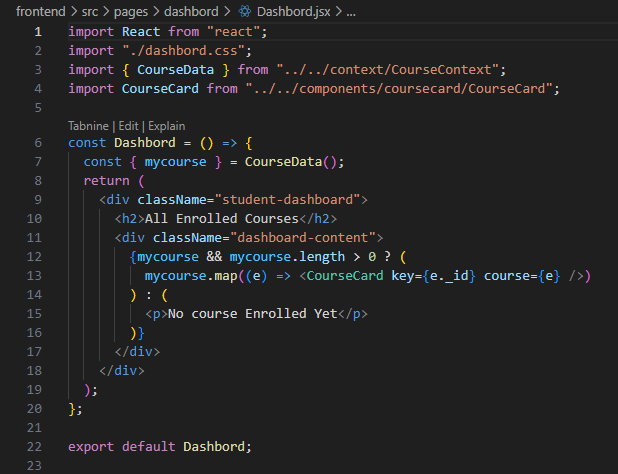 frontend > src > pages > dashbord > Dashbord.jsx > ...
1 import React from "react";
2 import "./dashbord.css";
3 import { CourseData } from "../../context/CourseContext";
4 import CourseCard from "../../components/coursecard/CourseCard";
5
Tabnine | Edit | Explain
6 const Dashbord = () => {
7   const { mycourse } = CourseData();
8   return (
9     <div className="student-dashboard">
10       <h2>All Enrolled Courses</h2>
11       <div className="dashboard-content">
12         {mycourse && mycourse.length > 0 ? (
13           mycourse.map((e) => <CourseCard key={e._id} course={e} />)
14         ) : (
15           <p>No course Enrolled Yet</p>
16         )}
17       </div>
18     </div>
19   );
20 };
21
22 export default Dashbord;
23